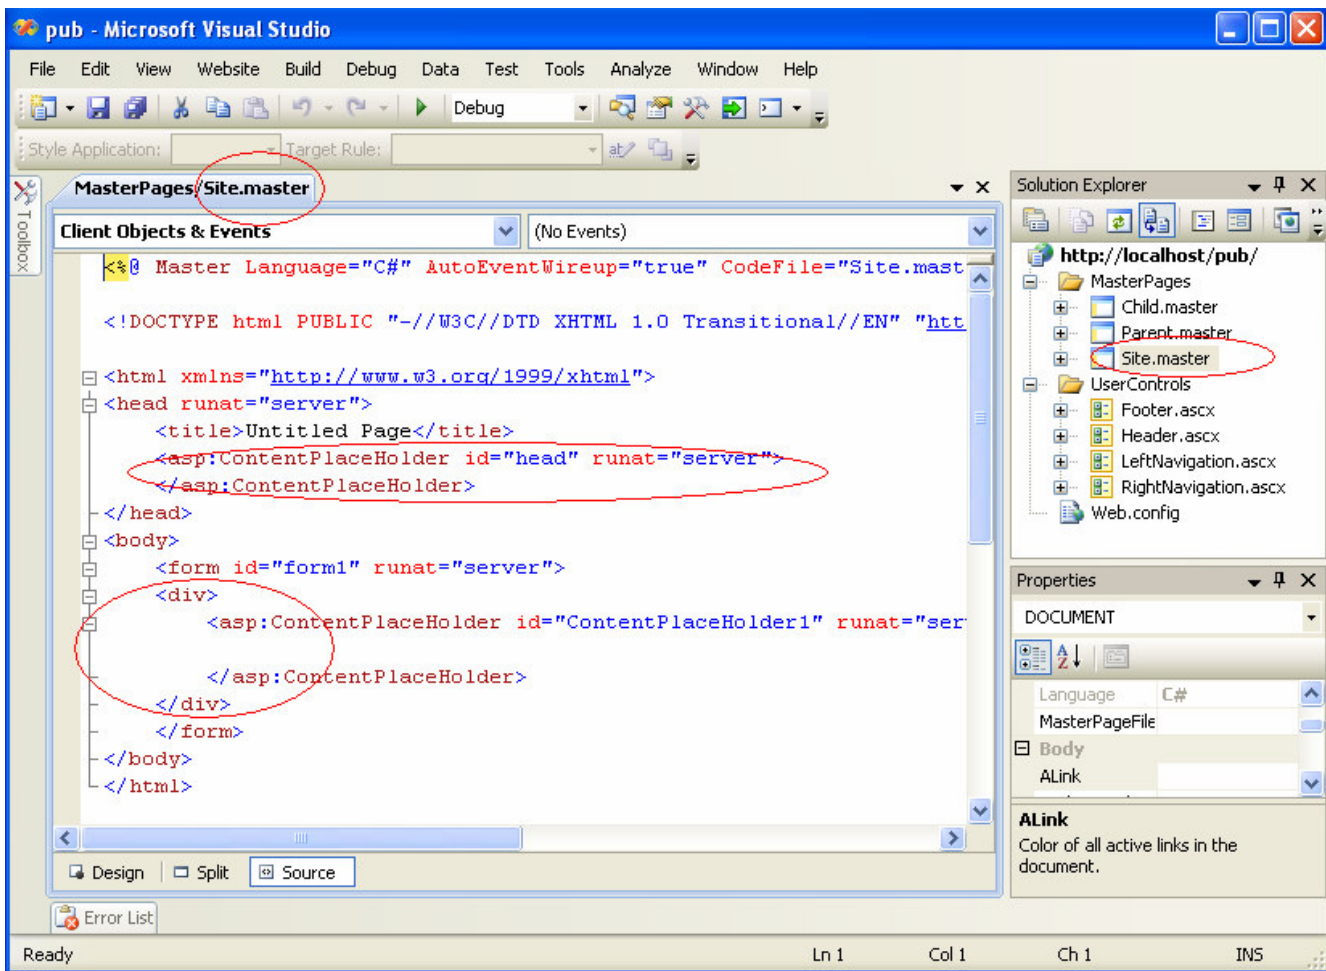 pub - Microsoft Visual Studio
File Edit View Website Build Debug Data Test Tools Analyze Window Help
Debug
Style Application: Target Rule:
Toolbox
MasterPages/Site.master
Client Objects & Events (No Events)
<%@ Master Language="C#" AutoEventWireup="true" CodeFile="Site.mast
<!DOCTYPE html PUBLIC "-//W3C//DTD XHTML 1.0 Transitional//EN" "htt
<html xmlns="http://www.w3.org/1999/xhtml">
<head runat="server">
<title>Untitled Page</title>
<asp:ContentPlaceHolder id="head" runat="server">
</asp:ContentPlaceHolder>
</head>
<body>
<form id="form1" runat="server">
<div>
<asp:ContentPlaceHolder id="ContentPlaceHolder1" runat="ser
</asp:ContentPlaceHolder>
</div>
</form>
</body>
</html>
Design Split Source
Error List
Solution Explorer
http://localhost/pub/
MasterPages
Child.master
Parent.master
Site.master
UserControls
Footer.ascx
Header.ascx
LeftNavigation.ascx
RightNavigation.ascx
Web.config
Properties
DOCUMENT
Language C#
MasterPageFile
Body
ALink
ALink
Color of all active links in the
document.
Ready Ln 1 Col 1 Ch 1 INS